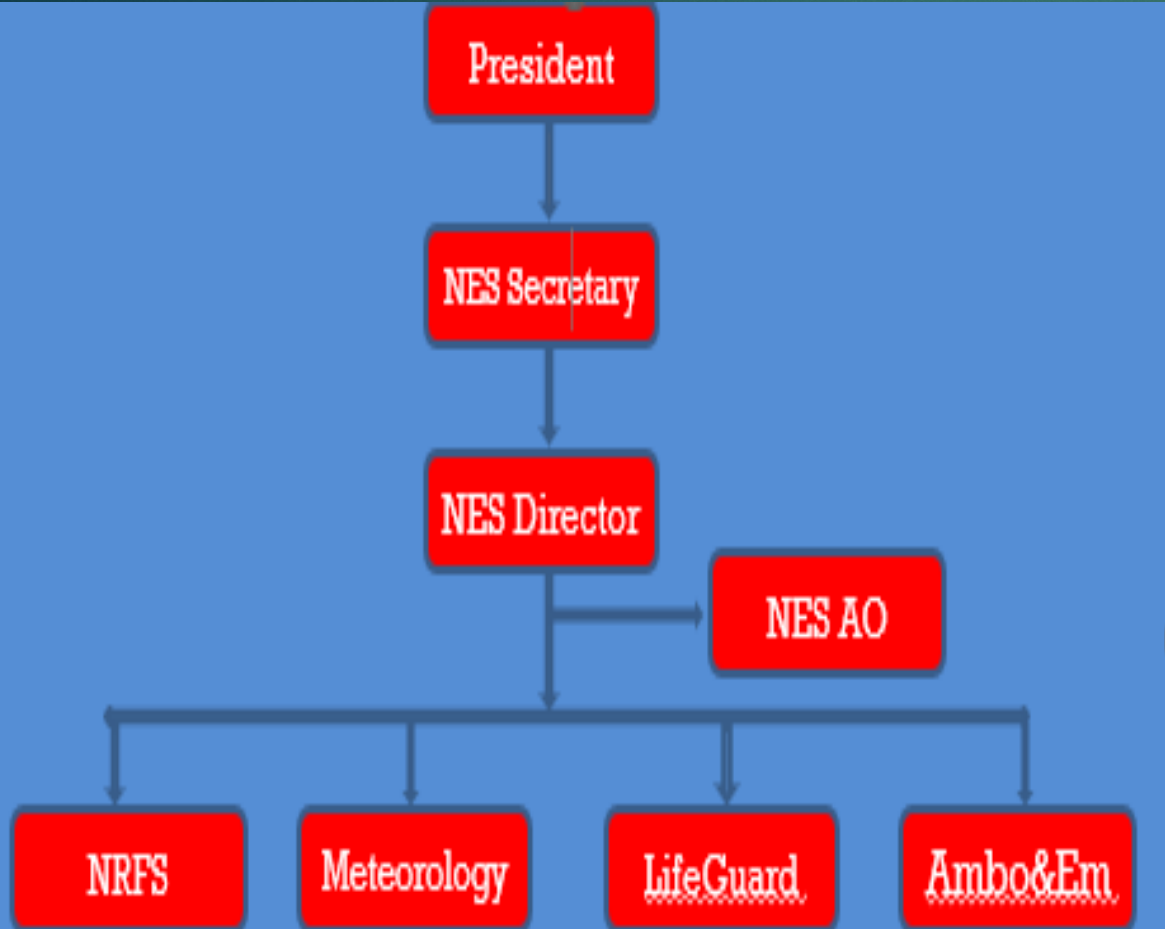 President
NES Secretary
NES Director
NES AO
NRFS
Meteorology
LifeGuard
Ambo&Em